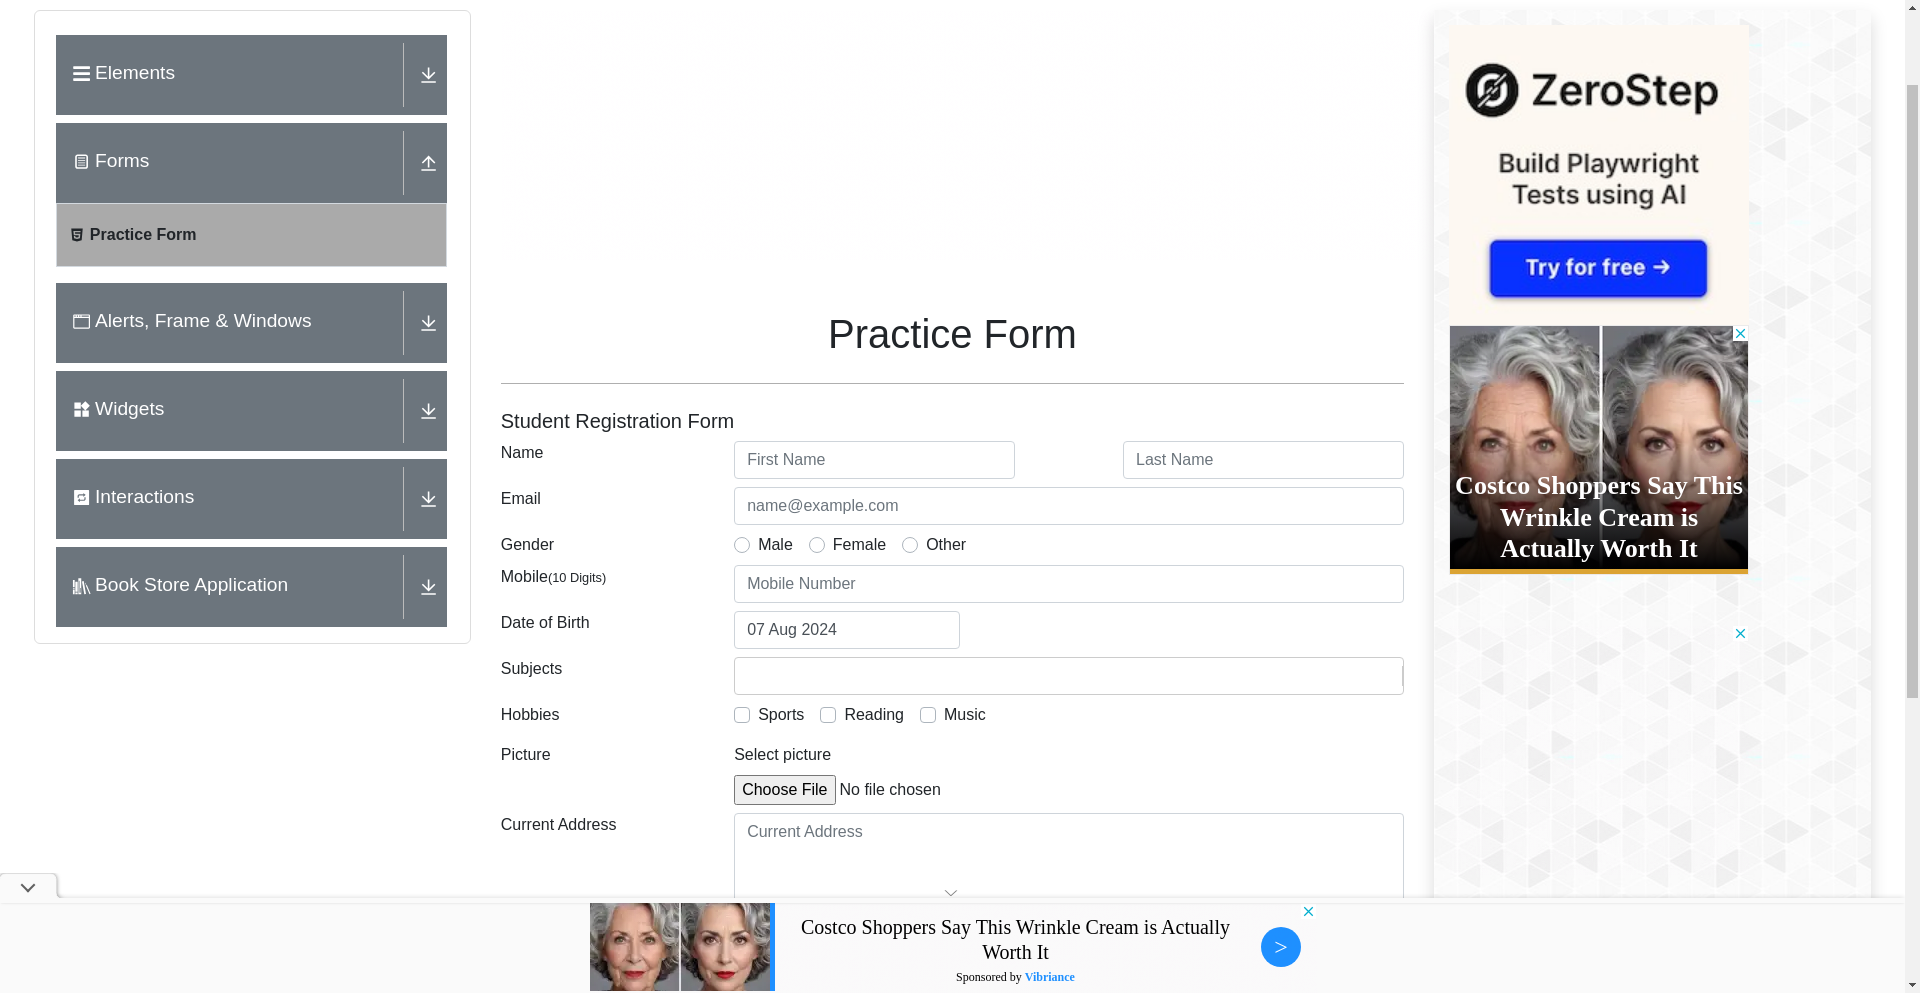 Elements
Forms
Practice Form
Alerts, Frame & Windows
Widgets
Interactions
Book Store Application
Practice Form
Student Registration Form
Name
First Name
Last Name
Email
name@example.com
Gender
Male
Female
Other
Mobile(10 Digits)
Mobile Number
Date of Birth
07 Aug 2024
Subjects
Hobbies
Sports
Reading
Music
Picture
Select picture
Choose File No file chosen
Current Address
Current Address
ZeroStep
Build Playwright
Tests using AI
Try for free →
Costco Shoppers Say This
Wrinkle Cream is
Actually Worth It
Costco Shoppers Say This Wrinkle Cream is Actually
Worth It
Sponsored by Vibriance
>